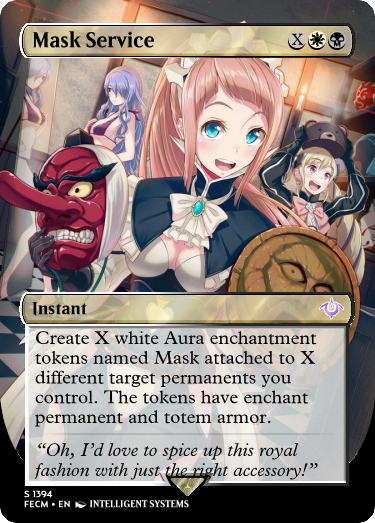 Mask Service X
Instant
Create X white Aura enchantment
tokens named Mask attached to X
different target permanents you
control. The tokens have enchant
permanent and totem armor.
“Oh, I’d love to spice up this royal
fashion with just the right accessory!”
S 1394
FECM • EN INTELLIGENT SYSTEMS